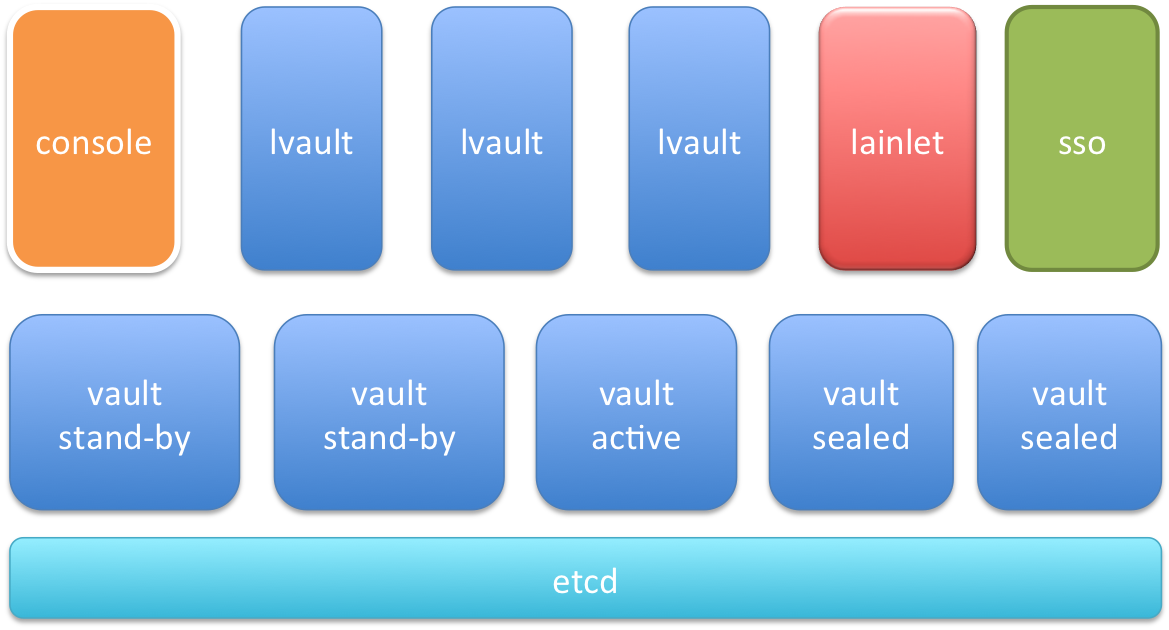 console
lvault
lvault
lvault
lainlet
sso
vault
stand-by
vault
stand-by
vault
active
vault
sealed
vault
sealed
etcd